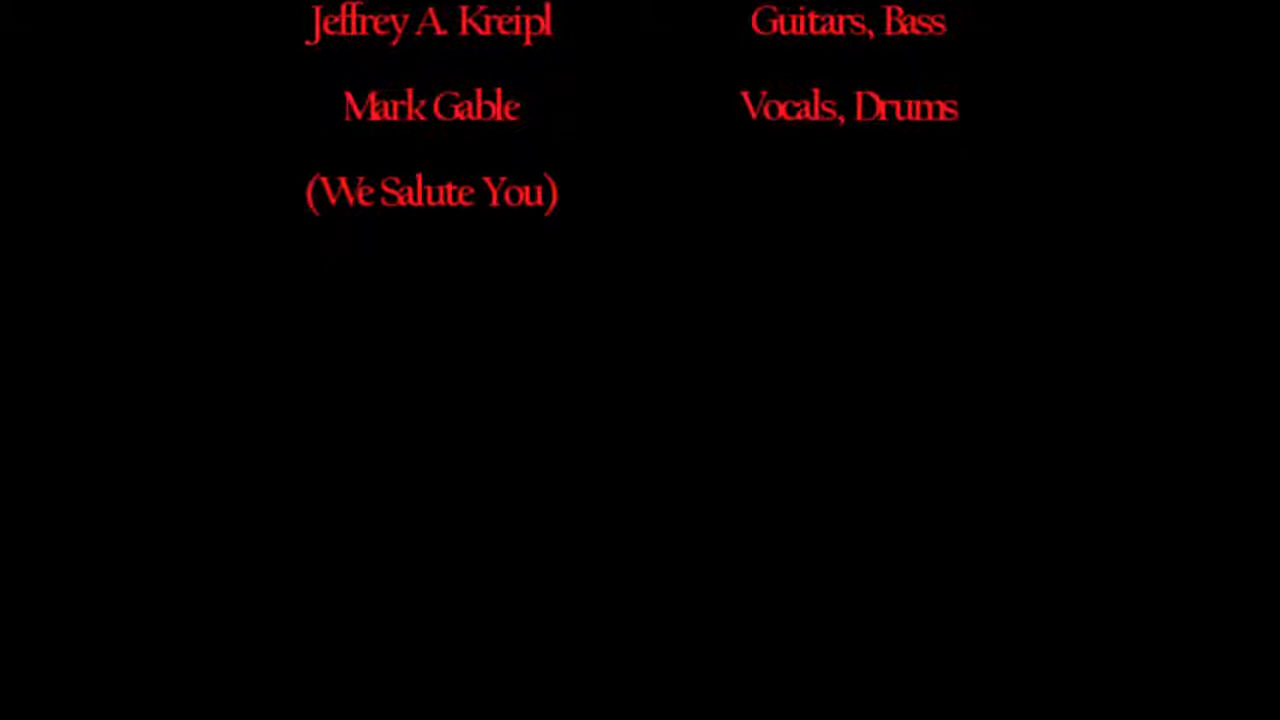 Jeffrey A. Kreipl Guitars, Bass
Mark Gable Vocals, Drums
(We Salute You)